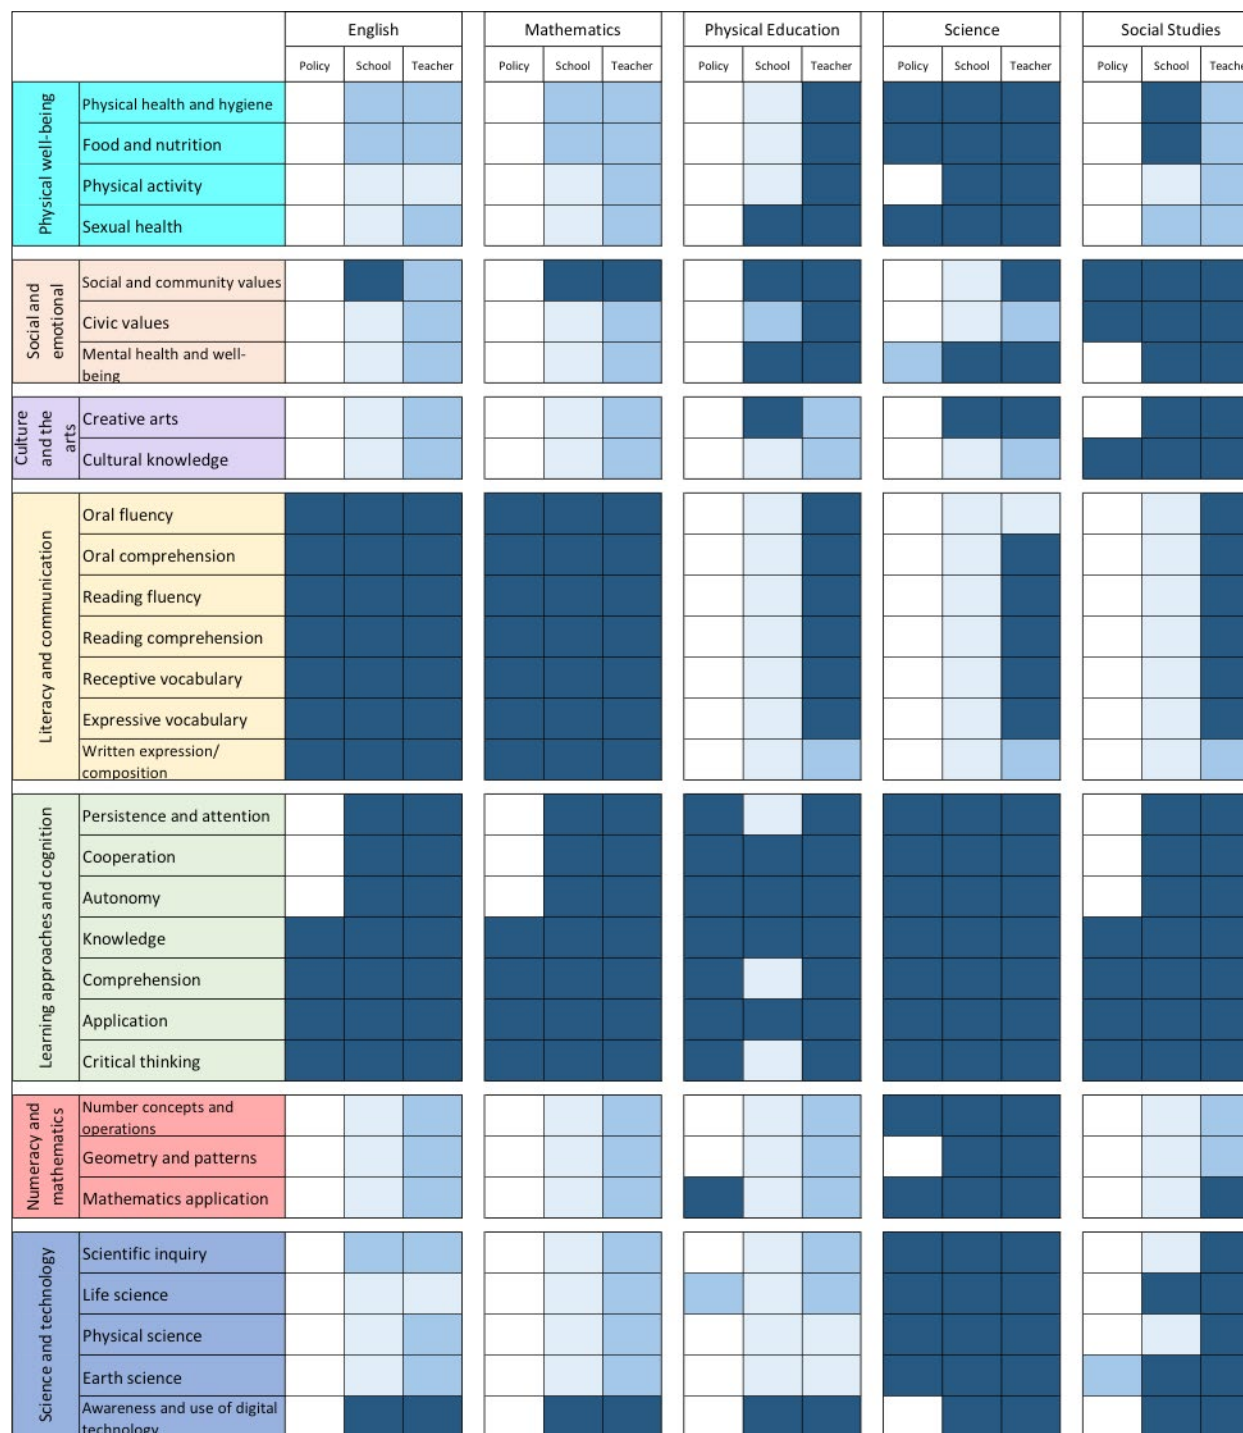 English
Mathematics
Physical Education
Science
Social Studies
Policy School Teacher
Policy School Teacher
Policy School Teacher
Policy School Teacher
Policy School Teache
Physical well-being
Physical health and hygiene
Food and nutrition
Physical activity
Sexual health
Social and
emotional
Social and community values
Civic values
Mental health and well-
being
Culture
and the
arts
Creative arts
Cultural knowledge
Literacy and communication
Oral fluency
Oral comprehension
Reading fluency
Reading comprehension
Receptive vocabulary
Expressive vocabulary
Written expression/
composition
Learning approaches and cognition
Persistence and attention
Cooperation
Autonomy
Knowledge
Comprehension
Application
Critical thinking
Numeracy and
mathematics
Number concepts and
operations
Geometry and patterns
Mathematics application
Science and technology
Scientific inquiry
Life science
Physical science
Earth science
Awareness and use of digital
technology